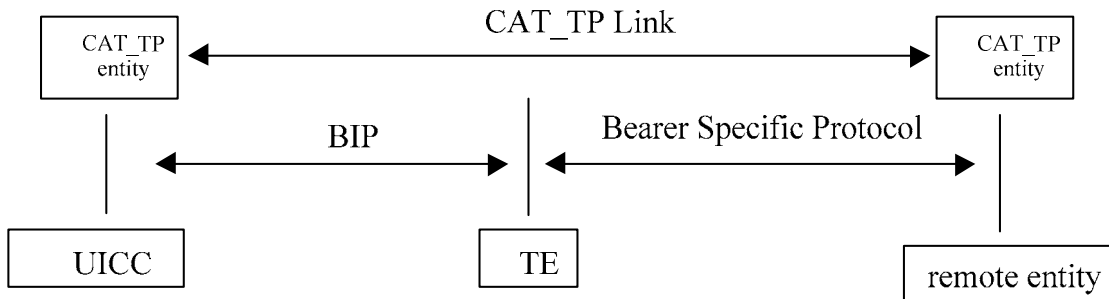 CAT_TP Link
CAT_TP
entity
CAT_TP
entity
BIP
Bearer Specific Protocol
UICC
TE
remote entity